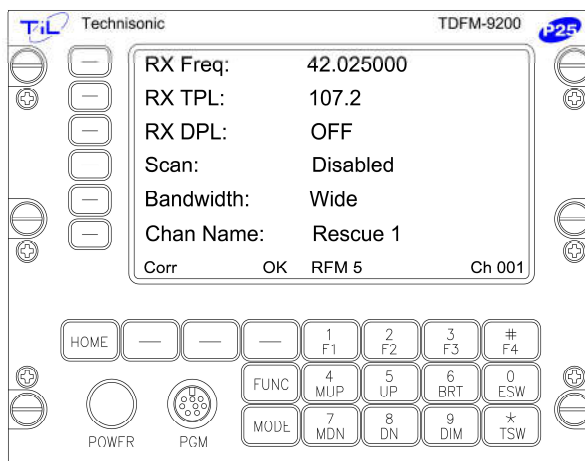 TiL Technisonic TDFM-9200 P25
RX Freq: 42.025000
RX TPL: 107.2
RX DPL: OFF
Scan: Disabled
Bandwidth: Wide
Chan Name: Rescue 1
Corr OK RFM 5 Ch 001
HOME 1 F1 2 F2 3 F3 # F4
FUNC 4 MUP 5 UP 6 BRT 0 ESW
MODE 7 MDN 8 DN 9 DIM * TSW
POWER PGM